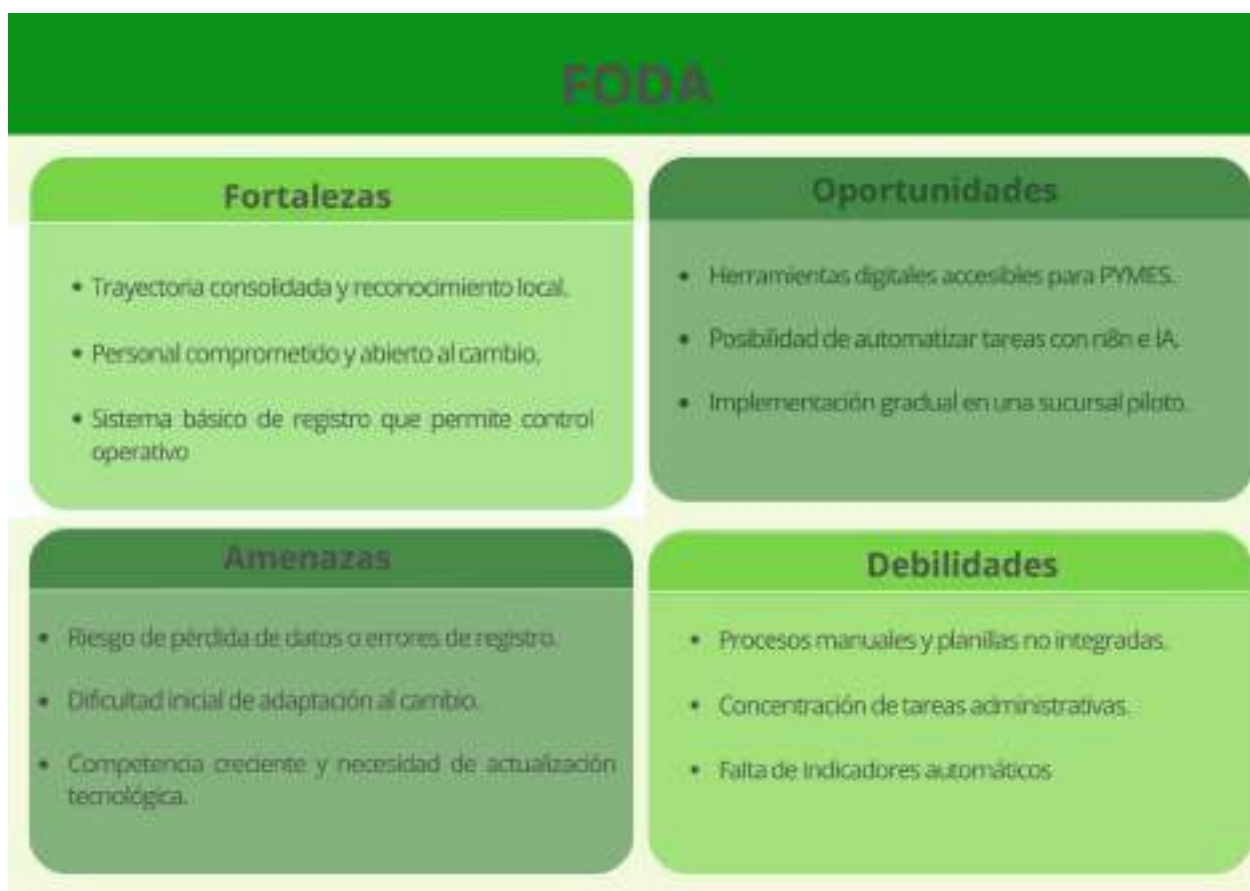 FODA
Fortalezas
• Trayectoria consolidada y reconocimiento local.
• Personal comprometido y abierto al cambio.
• Sistema básico de registro que permite control
operativo
Oportunidades
• Herramientas digitales accesibles para PYMES.
• Posibilidad de automatizar tareas con n8n e IA.
• Implementación gradual en una sucursal piloto.
Amenazas
• Riesgo de pérdida de datos o errores de registro.
• Dificultad inicial de adaptación al cambio.
• Competencia creciente y necesidad de actualización
tecnológica.
Debilidades
• Procesos manuales y planillas no integradas.
• Concentración de tareas administrativas.
• Falta de Indicadores automáticos